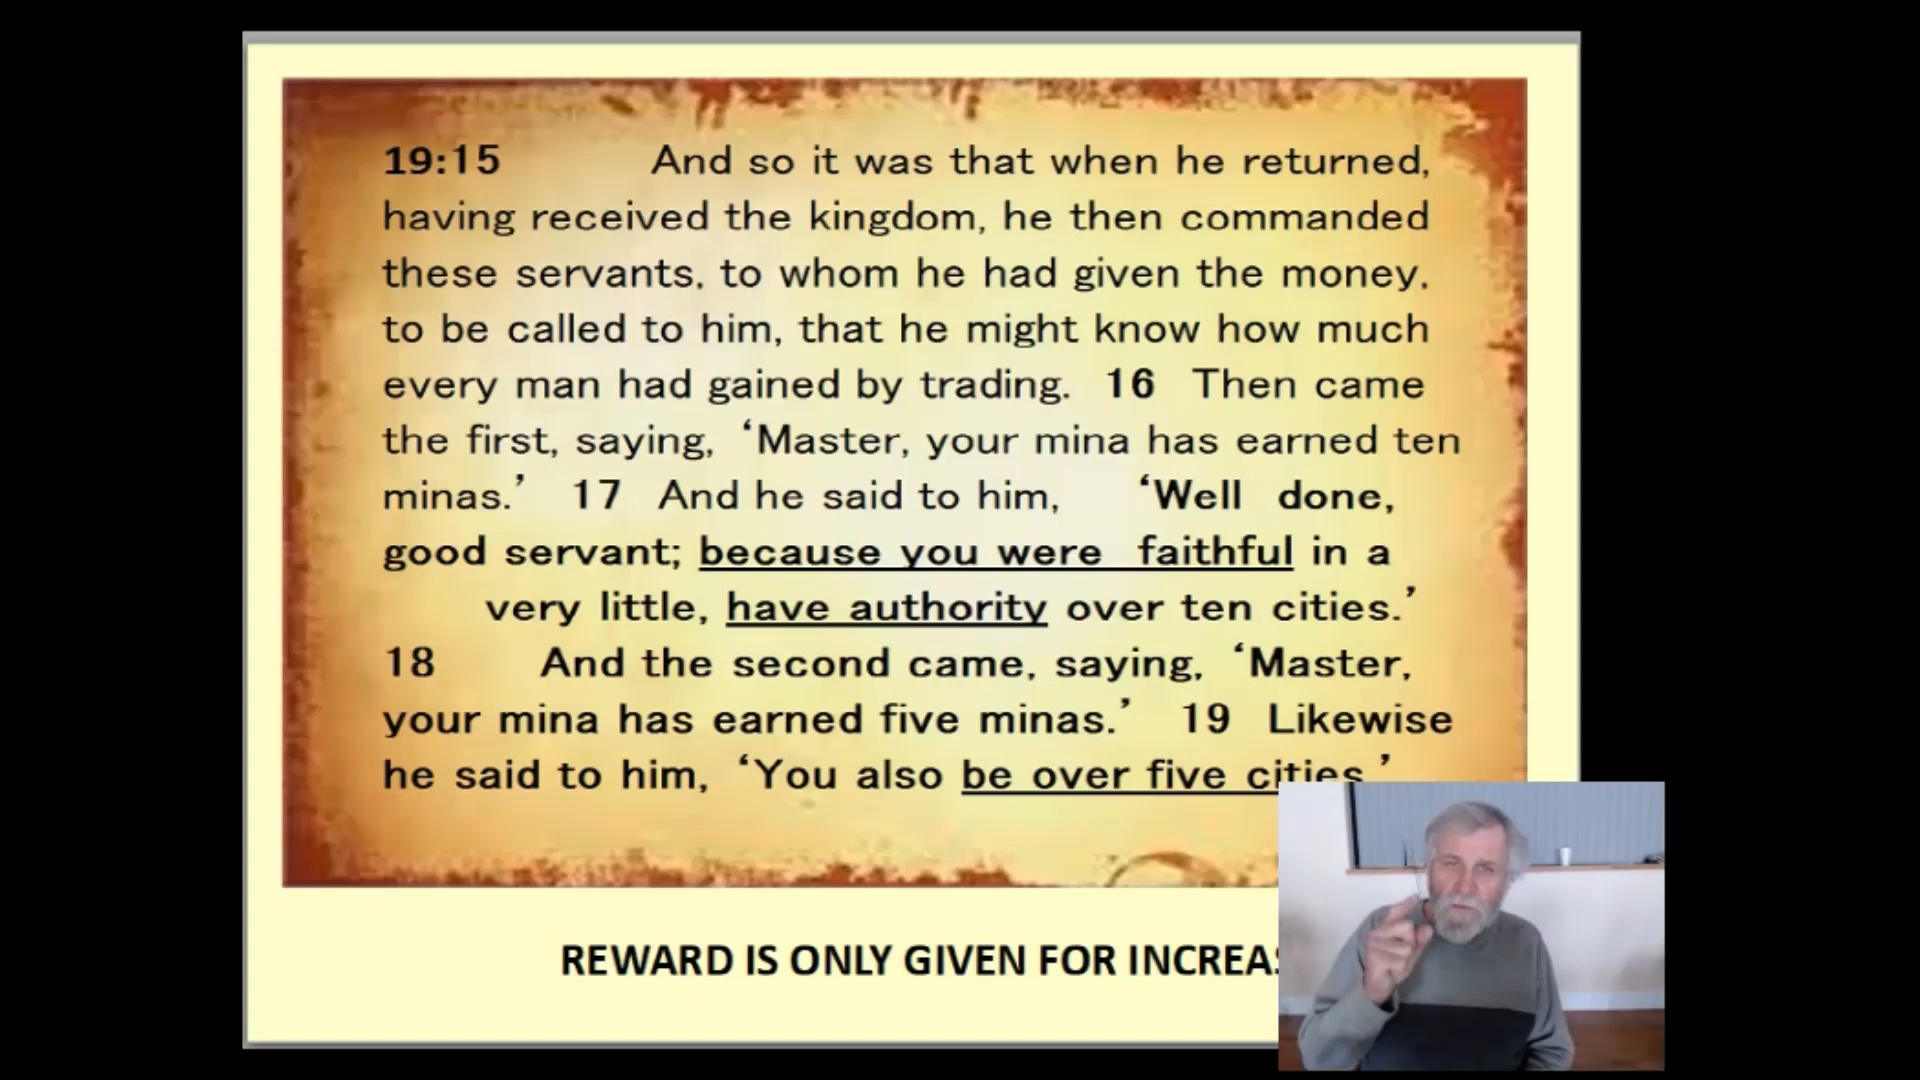 19:15 And so it was that when he returned,
having received the kingdom, he then commanded
these servants, to whom he had given the money,
to be called to him, that he might know how much
every man had gained by trading. 16 Then came
the first, saying, ‘Master, your mina has earned ten
minas.’ 17 And he said to him, ‘Well done,
good servant; because you were faithful in a
very little, have authority over ten cities.’
18 And the second came, saying, ‘Master,
your mina has earned five minas.’ 19 Likewise
he said to him, ‘You also be over five cities.’
REWARD IS ONLY GIVEN FOR